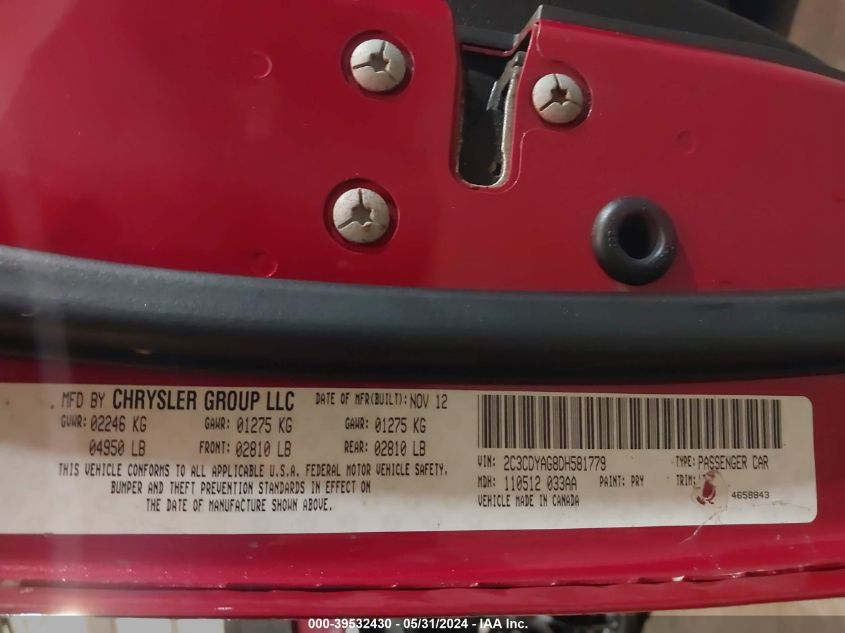 MFD BY CHRYSLER GROUP LLC DATE OF MFR(BUILT): NOV 12
GVWR: 02246 KG GAWR: 01275 KG GAWR: 01275 KG
04950 LB FRONT: 02810 LB REAR: 02810 LB
THIS VEHICLE CONFORMS TO ALL APPLICABLE U.S.A. FEDERAL MOTOR VEHICLE SAFETY,
BUMPER AND THEFT PREVENTION STANDARDS IN EFFECT ON
THE DATE OF MANUFACTURE SHOWN ABOVE.
VIN: 2C3CDYAG8DH581779 TYPE: PASSENGER CAR
MDH: 110512 033AA PAINT: PRY TRIM:
VEHICLE MADE IN CANADA 4658843
000-39532430 - 05/31/2024 - IAA Inc.